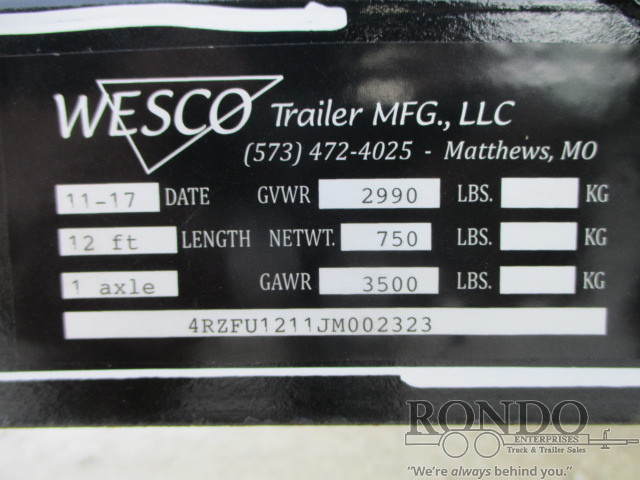 WESCO Trailer MFG., LLC
(573) 472-4025 - Matthews, MO
11-17 DATE GVWR 2990 LBS. KG
12 ft LENGTH NETWT. 750 LBS. KG
1 axle GAWR 3500 LBS. KG
4RZFU1211JM002323
RONDO
ENTERPRISES
Truck & Trailer Sales
"We're always behind you."